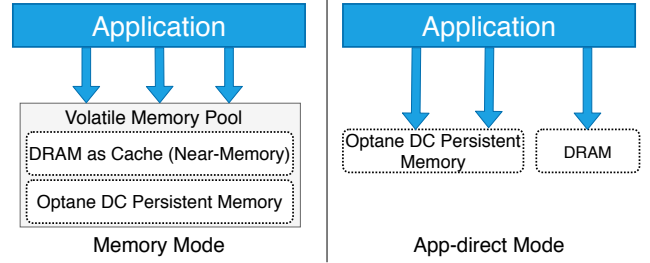 Application
Volatile Memory Pool
DRAM as Cache (Near-Memory)
Optane DC Persistent Memory
Memory Mode
Application
Optane DC Persistent
Memory
DRAM
App-direct Mode